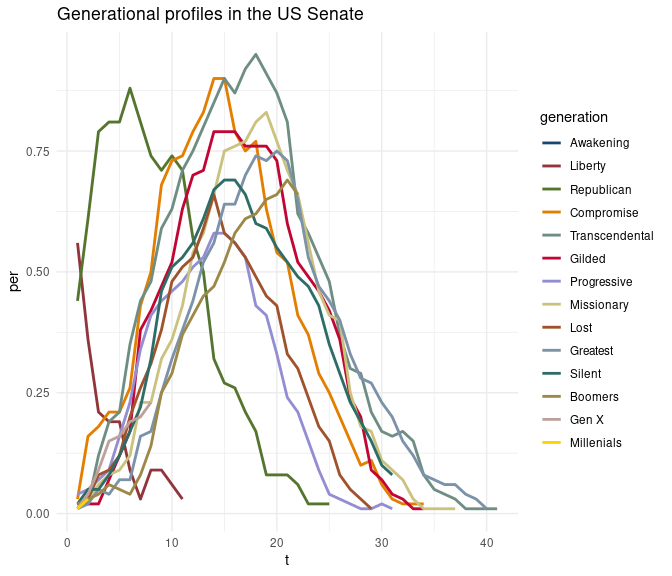 Generational profiles in the US Senate
per
0.75
0.50
0.25
0.00
0
10
20
30
40
t
generation
Awakening
Liberty
Republican
Compromise
Transcendental
Gilded
Progressive
Missionary
Lost
Greatest
Silent
Boomers
Gen X
Millenials